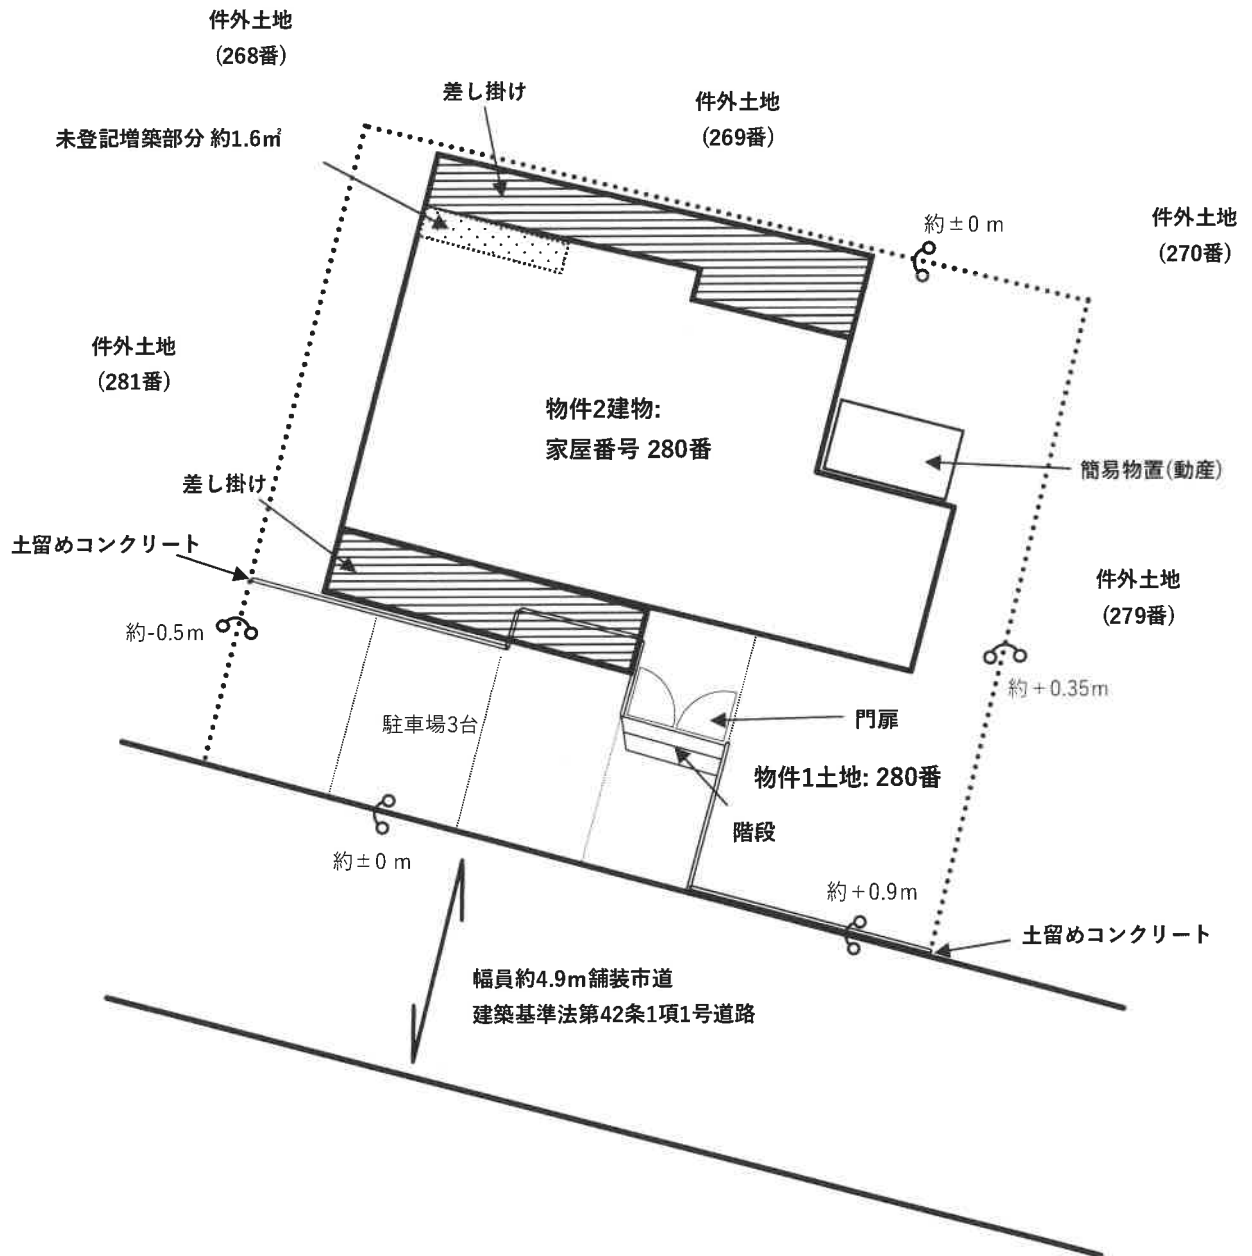 件外土地
(268番)
差し掛け
件外土地
(269番)
未登記増築部分 約1.6㎡
約±0 m
件外土地
(270番)
件外土地
(281番)
物件2建物:
家屋番号 280番
簡易物置(動産)
差し掛け
土留めコンクリート
件外土地
(279番)
約-0.5m
約+0.35m
駐車場3台
門扉
物件1土地: 280番
階段
約±0 m
約+0.9m
土留めコンクリート
幅員約4.9m舗装市道
建築基準法第42条1項1号道路